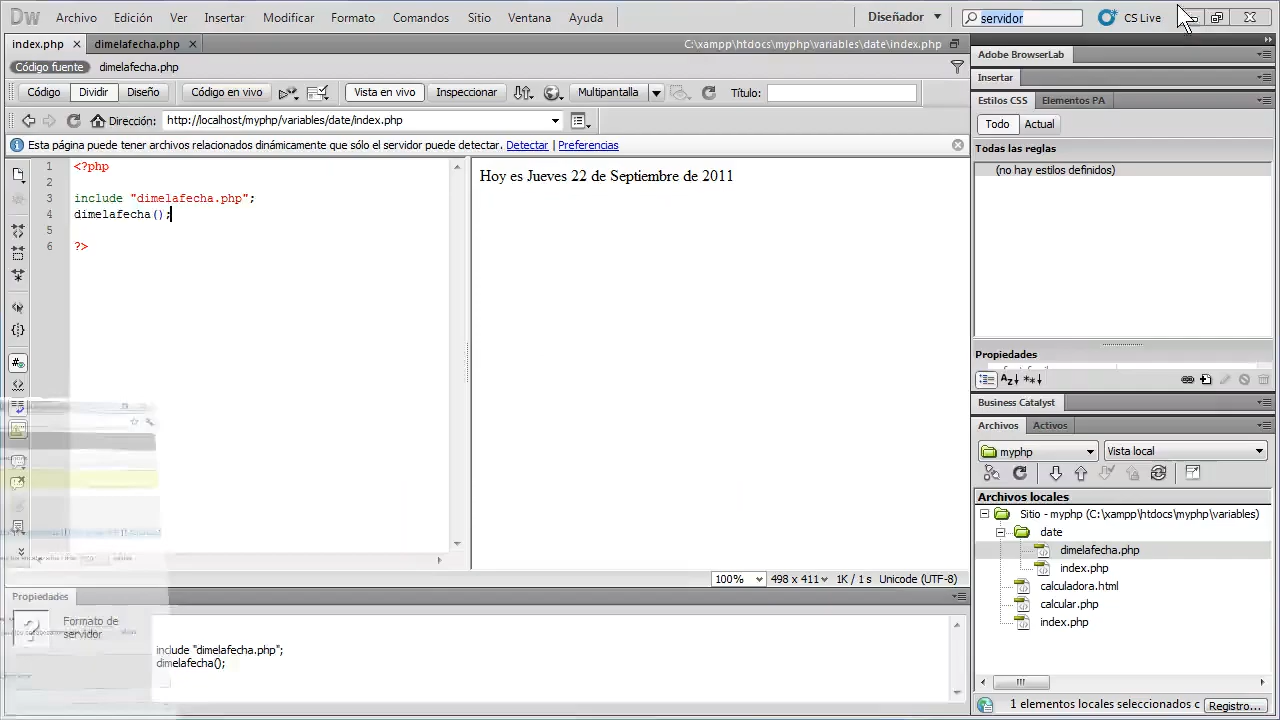 Dw Archivo Edición Ver Insertar Modificar Formato Comandos Sitio Ventana Ayuda Diseñador servidor CS Live
index.php dimelafecha.php C:\xampp\htdocs\myphp\variables\date\index.php
Código fuente dimelafecha.php
Código Dividir Diseño Código en vivo Vista en vivo Inspeccionar Multipantalla Título:
Dirección: http://localhost/myphp/variables/date/index.php
Esta página puede tener archivos relacionados dinámicamente que sólo el servidor puede detectar. Detectar Preferencias
1 <?php
2
3 include "dimelafecha.php";
4 dimelafecha();
5
6 ?>
Hoy es Jueves 22 de Septiembre de 2011
100% 498 x 411 1K / 1 s Unicode (UTF-8)
Propiedades
Formato de
servidor
include "dimelafecha.php";
dimelafecha();
Adobe BrowserLab
Insertar
Estilos CSS Elementos PA
Todo Actual
Todas las reglas
(no hay estilos definidos)
Propiedades
Business Catalyst
Archivos Activos
myphp Vista local
Archivos locales
Sitio - myphp (C:\xampp\htdocs\myphp\variables)
date
dimelafecha.php
index.php
calculadora.html
calcular.php
index.php
1 elementos locales seleccionados c Registro...